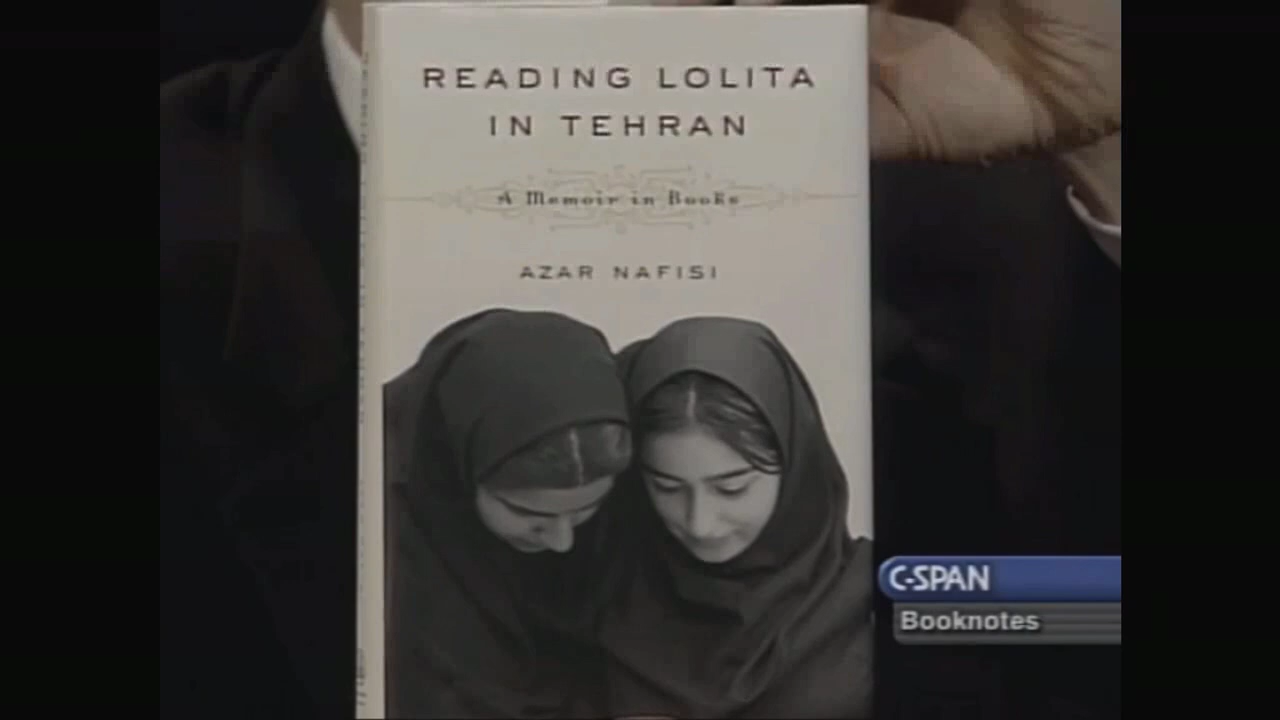 READING LOLITA
IN TEHRAN
A Memoir in Books
AZAR NAFISI
C-SPAN
Booknotes